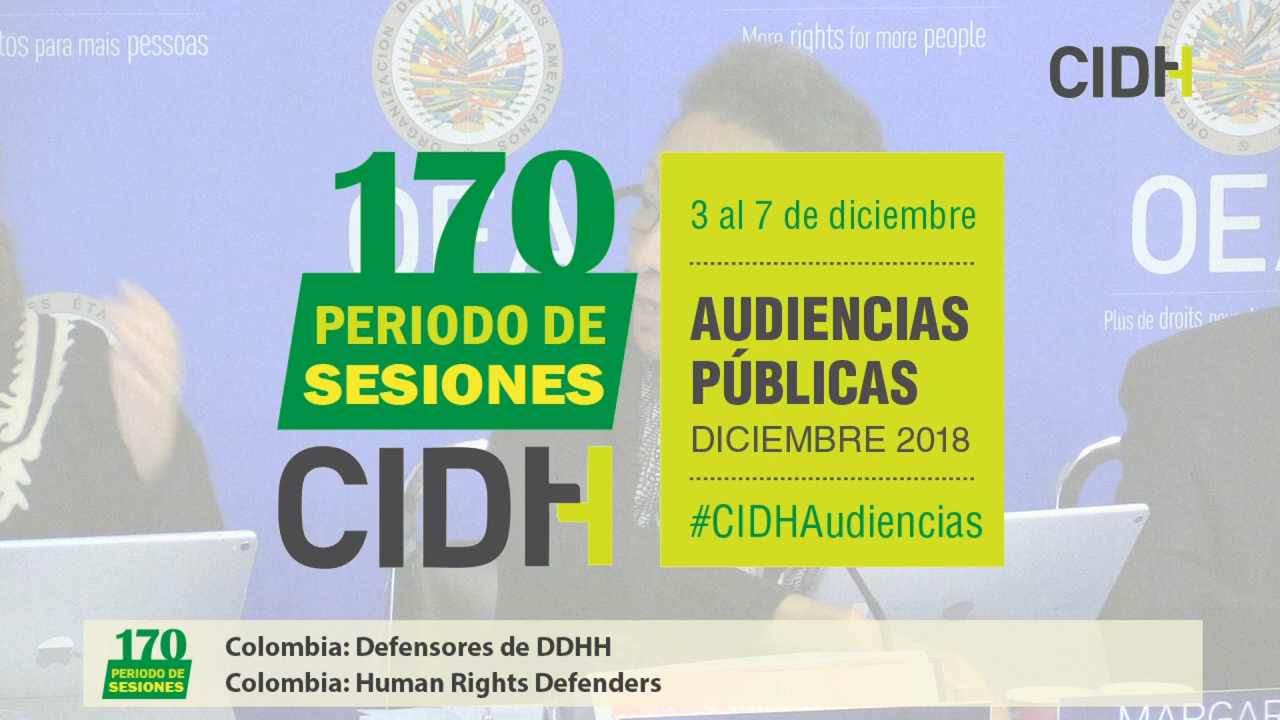 tos para mais pessoas
More rights for more people
CIDH
170
PERIODO DE
SESIONES
CIDH
3 al 7 de diciembre
AUDIENCIAS
PÚBLICAS
DICIEMBRE 2018
#CIDHAudiencias
OEA
OEA
Plus de droits
170
PERIODO DE
SESIONES
Colombia: Defensores de DDHH
Colombia: Human Rights Defenders